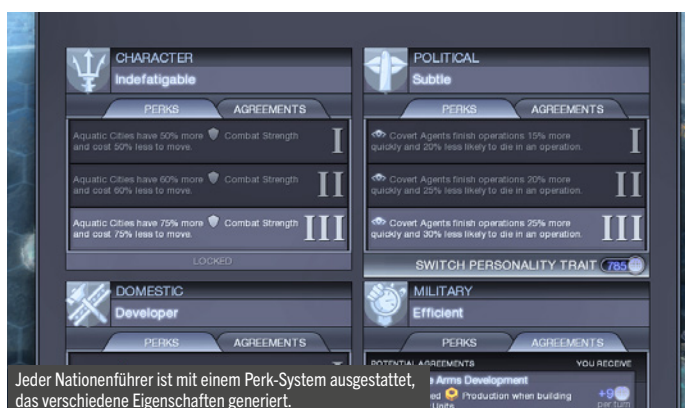 CHARACTER
Indefatigable
PERKS
AGREEMENTS
Aquatic Cities have 50% more Combat Strength
and cost 50% less to move.
I
Aquatic Cities have 60% more Combat Strength
and cost 60% less to move.
II
Aquatic Cities have 75% more Combat Strength
and cost 75% less to move.
III
LOCKED
POLITICAL
Subtle
PERKS
AGREEMENTS
Covert Agents finish operations 15% more
quickly and 20% less likely to die in an operation.
I
Covert Agents finish operations 20% more
quickly and 25% less likely to die in an operation.
II
Covert Agents finish operations 25% more
quickly and 30% less likely to die in an operation.
III
SWITCH PERSONALITY TRAIT 785
DOMESTIC
Developer
PERKS
AGREEMENTS
MILITARY
Efficient
PERKS
AGREEMENTS
POTENTIAL AGREEMENTS YOU RECEIVE
Arms Development
Production when building
Units
+9
per turn
Jeder Nationenführer ist mit einem Perk-System ausgestattet,
das verschiedene Eigenschaften generiert.